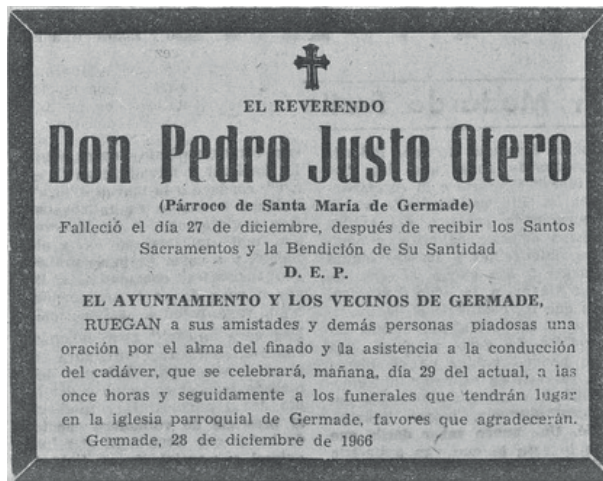 EL REVERENDO
Don Pedro Justo Otero
(Párroco de Santa María de Germade)
Falleció el día 27 de diciembre, después de recibir los Santos
Sacramentos y la Bendición de Su Santidad
D. E. P.
EL AYUNTAMIENTO Y LOS VECINOS DE GERMADE,
RUEGAN a sus amistades y demás personas piadosas una
oración por el alma del finado y la asistencia a la conducción
del cadáver, que se celebrará, mañana, día 29 del actual, a las
once horas y seguidamente a los funerales que tendrán lugar
en la iglesia parroquial de Germade, favores que agradecerán.
Germade, 28 de diciembre de 1966